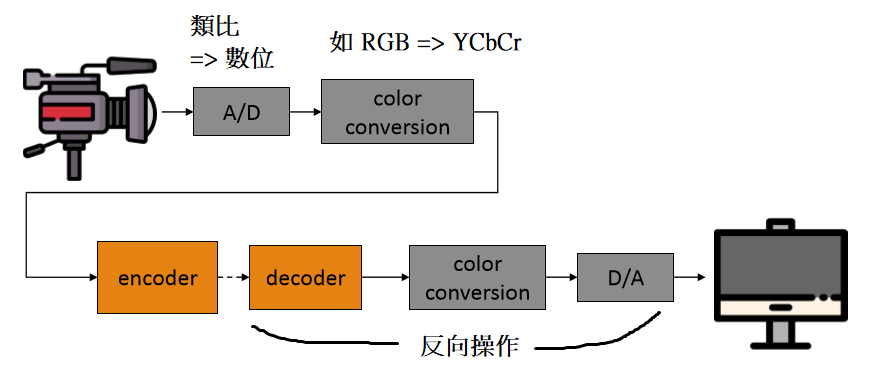 類比
=> 數位
如 RGB => YCbCr
A/D
color
conversion
encoder
decoder
color
conversion
D/A
反向操作